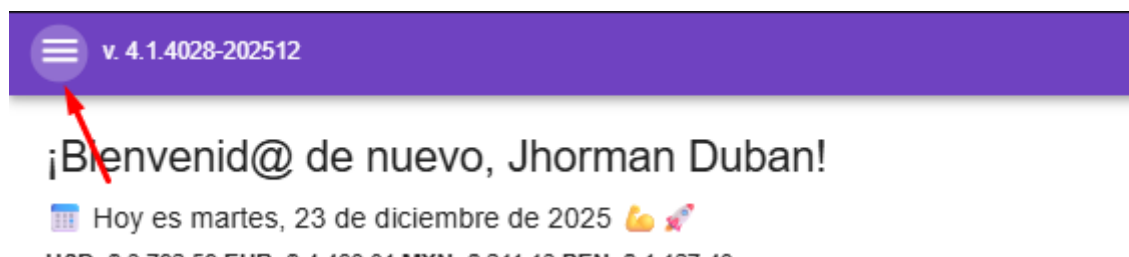 v. 4.1.4028-202512
¡Bienvenid@ de nuevo, Jhorman Duban!
Hoy es martes, 23 de diciembre de 2025